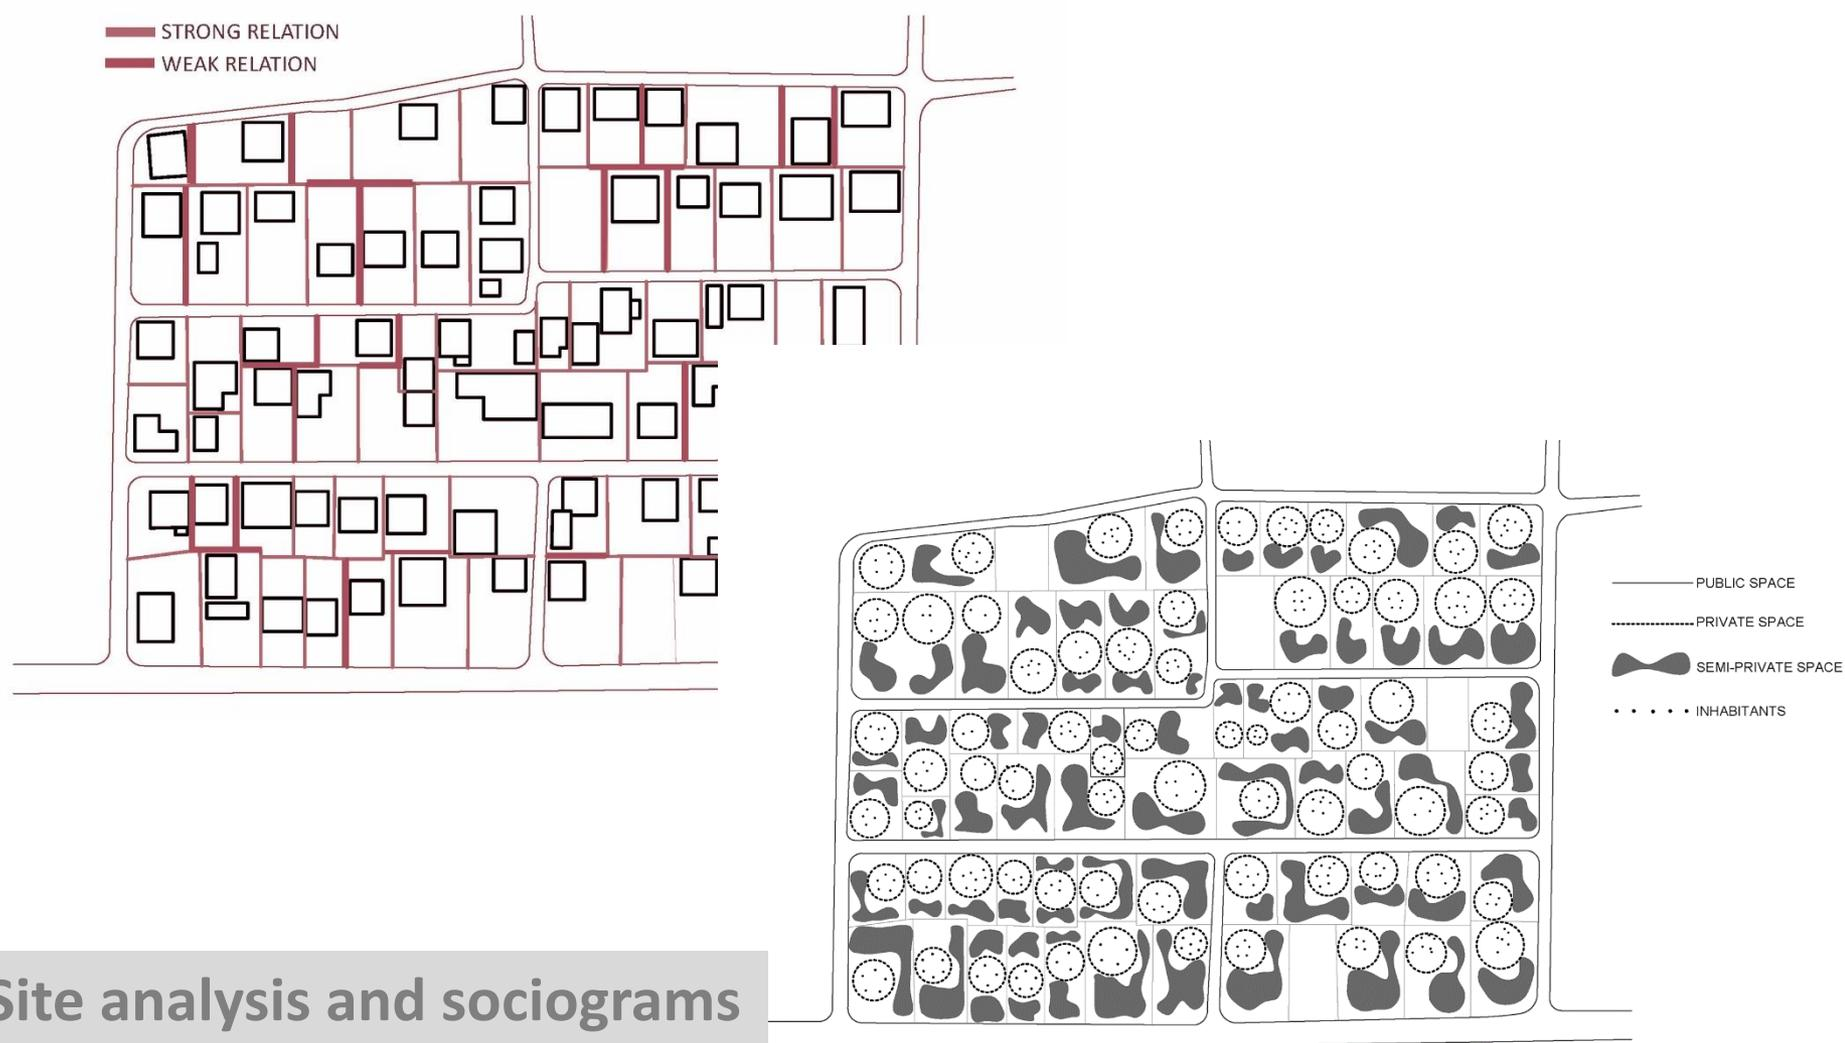 STRONG RELATION
WEAK RELATION
PUBLIC SPACE
PRIVATE SPACE
SEMI-PRIVATE SPACE
INHABITANTS
Site analysis and sociograms